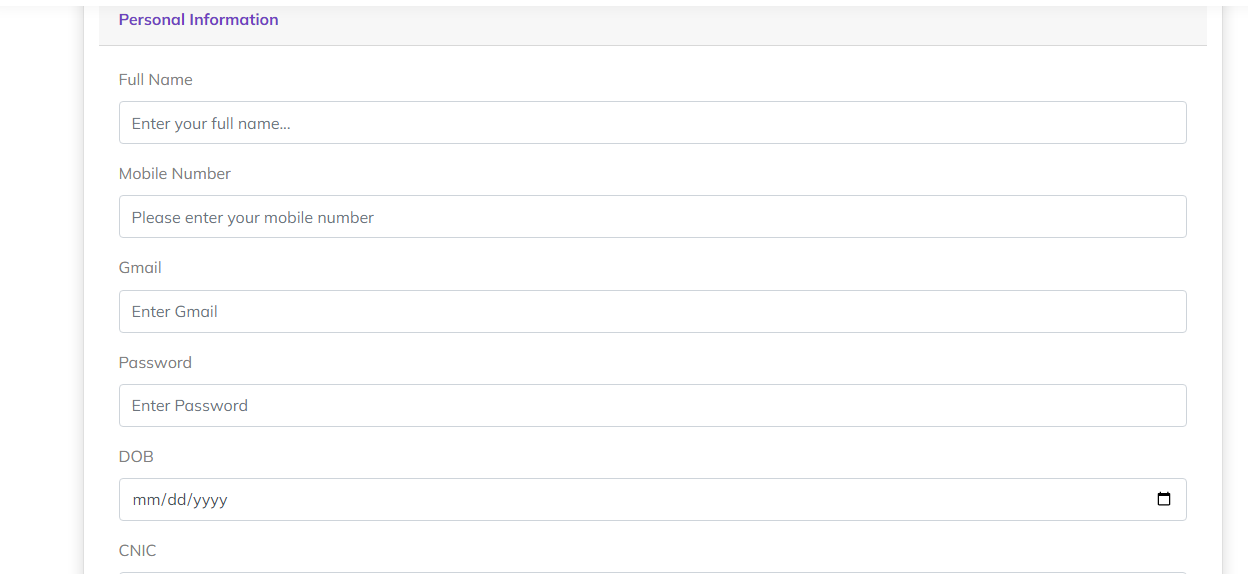 Personal Information
Full Name
Enter your full name...
Mobile Number
Please enter your mobile number
Gmail
Enter Gmail
Password
Enter Password
DOB
mm/dd/yyyy
CNIC